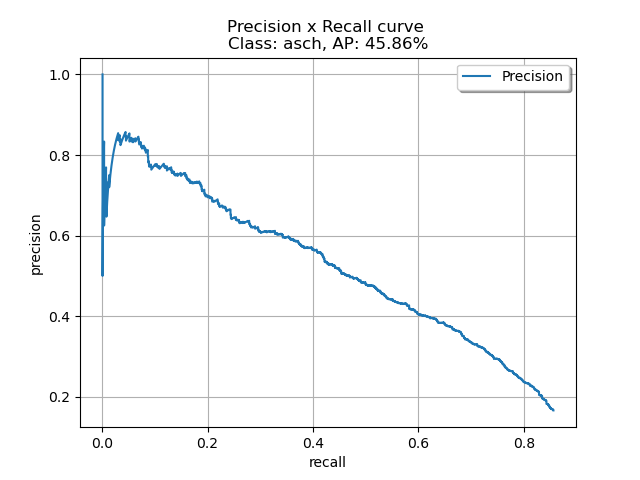 Precision x Recall curve
Class: asch, AP: 45.86%
Precision
1.0
0.8
0.6
0.4
0.2
precision
0.0 0.2 0.4 0.6 0.8
recall